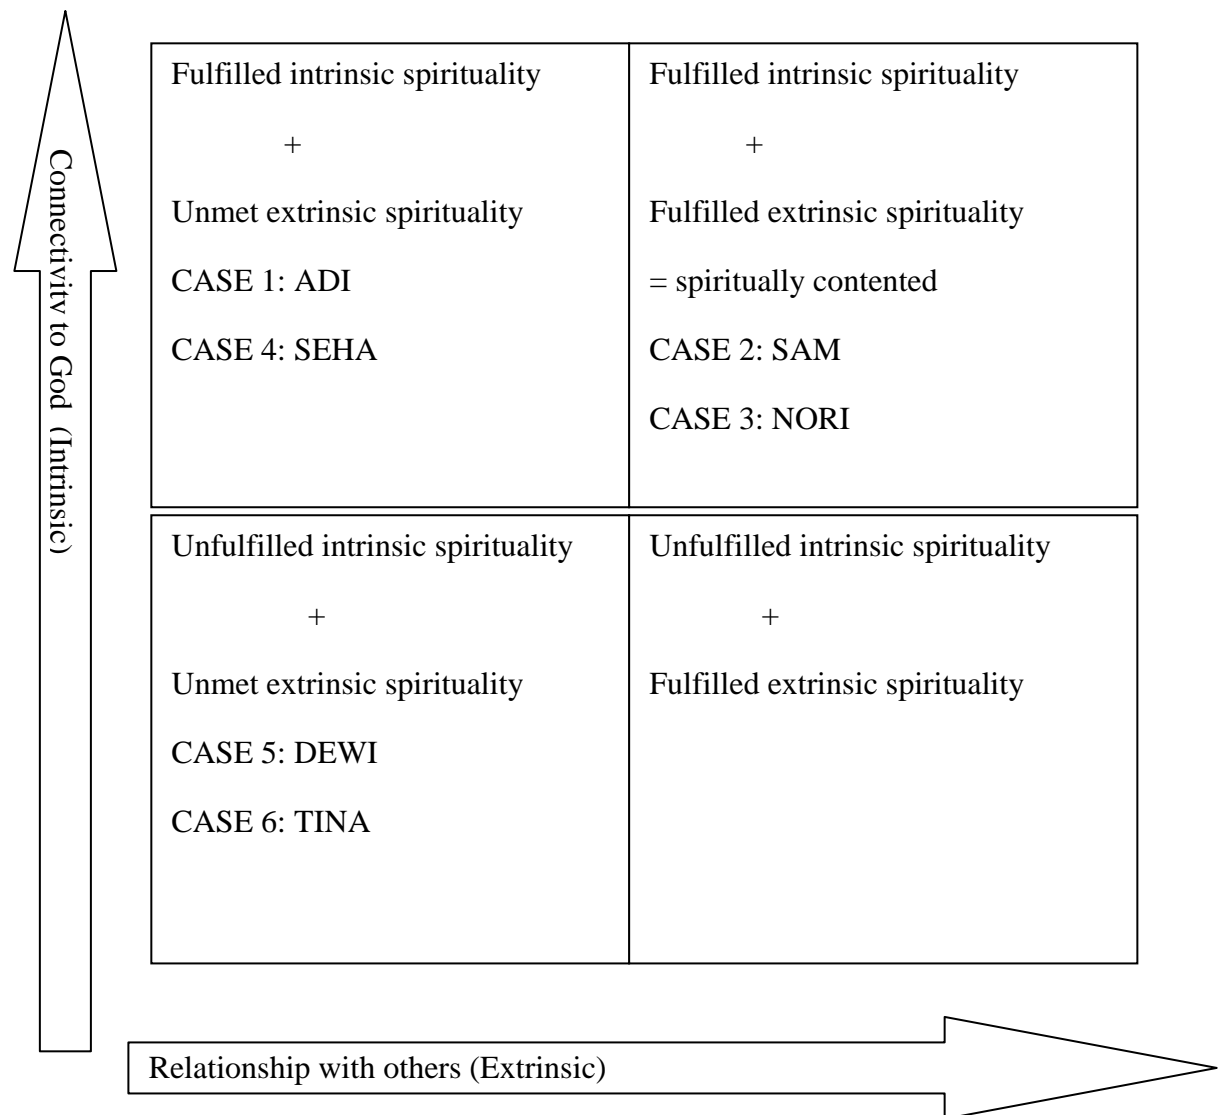 Connectivity to God (Intrinsic)
Fulfilled intrinsic spirituality
+
Unmet extrinsic spirituality
CASE 1: ADI
CASE 4: SEHA
Fulfilled intrinsic spirituality
+
Fulfilled extrinsic spirituality
= spiritually contented
CASE 2: SAM
CASE 3: NORI
Unfulfilled intrinsic spirituality
+
Unmet extrinsic spirituality
CASE 5: DEWI
CASE 6: TINA
Unfulfilled intrinsic spirituality
+
Fulfilled extrinsic spirituality
Relationship with others (Extrinsic)